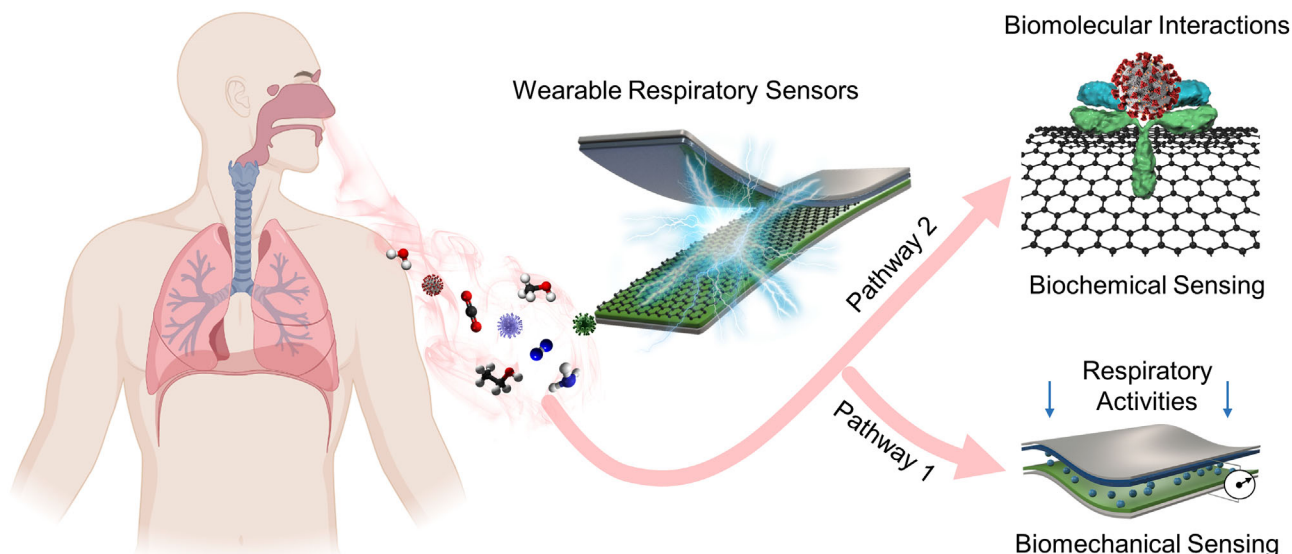 Wearable Respiratory Sensors
Biomolecular Interactions
Biochemical Sensing
Pathway 2
Pathway 1
Respiratory
Activities
Biomechanical Sensing